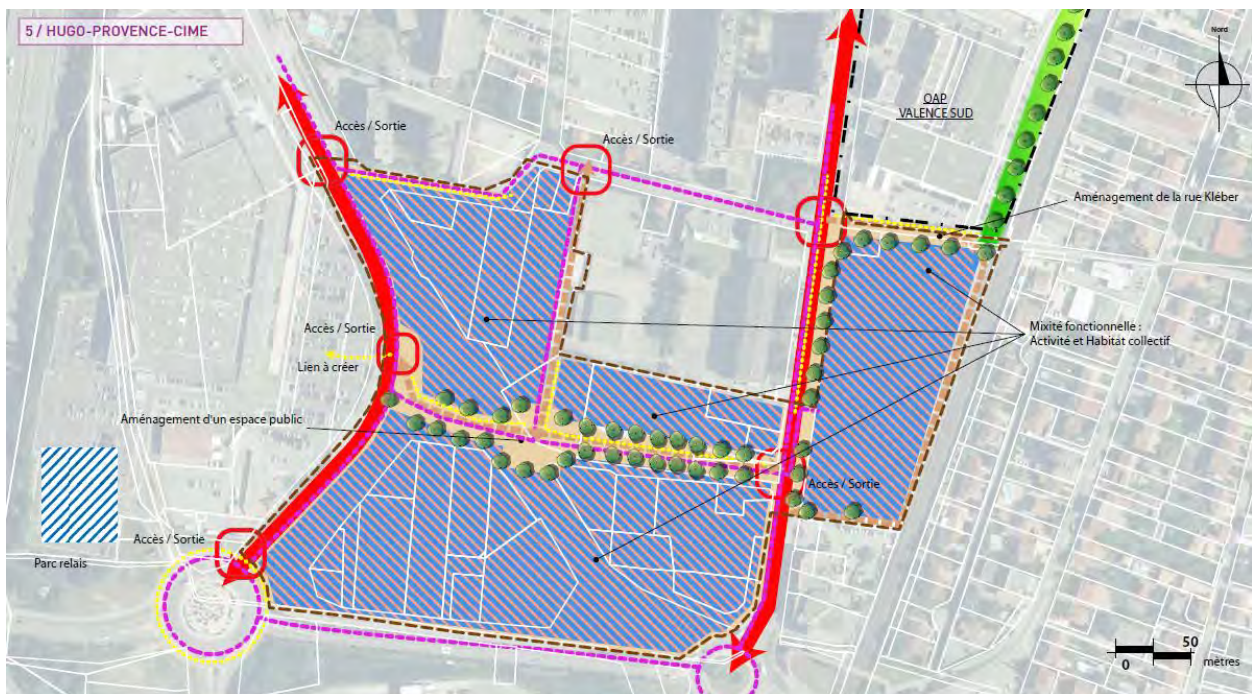 5 / HUGO-PROVENCE-CIME
Nord
OAP
VALENCE SUD
Accès / Sortie
Accès / Sortie
Aménagement de la rue Kléber
Accès / Sortie
Lien à créer
Mixité fonctionnelle :
Activité et Habitat collectif
Aménagement d'un espace public
Accès / Sortie
Accès / Sortie
Parc relais
50
0
mètres